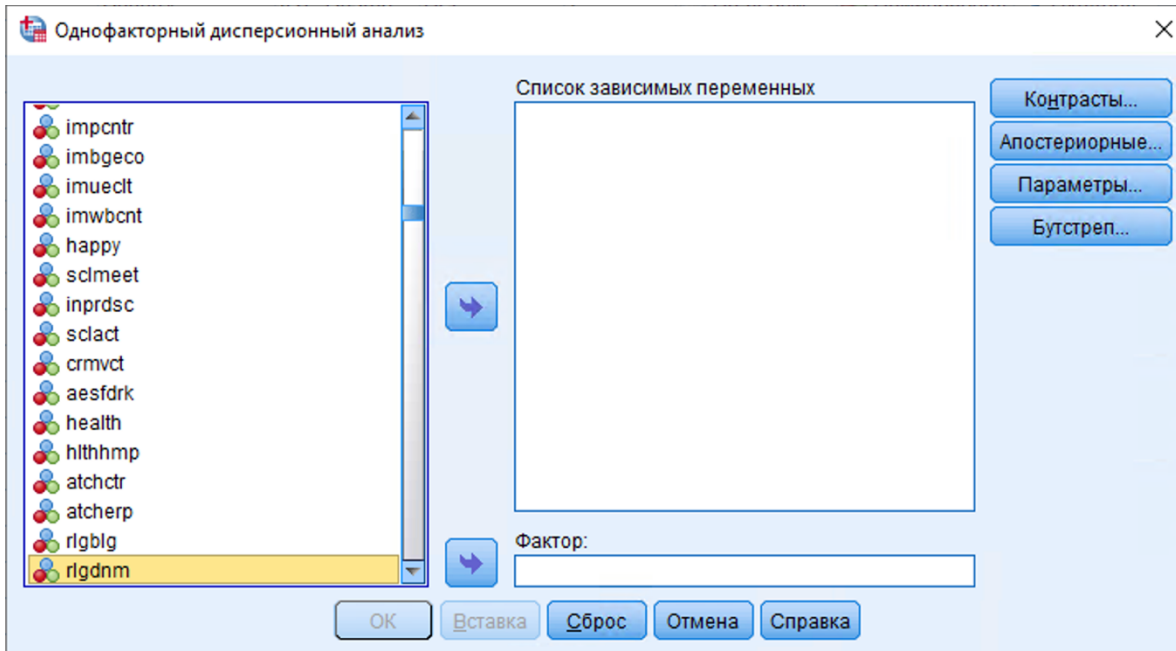 Однофакторный дисперсионный анализ
impcntr
imbgeco
imueclt
imwbcnt
happy
sclmeet
inprdsc
sclact
crmvct
aesfdrk
health
hlthhmp
atchctr
atcherp
rlgblg
rlgdnm
Список зависимых переменных
Фактор:
Контрасты...
Апостериорные...
Параметры...
Бутстреп...
ОК
Вставка
Сброс
Отмена
Справка